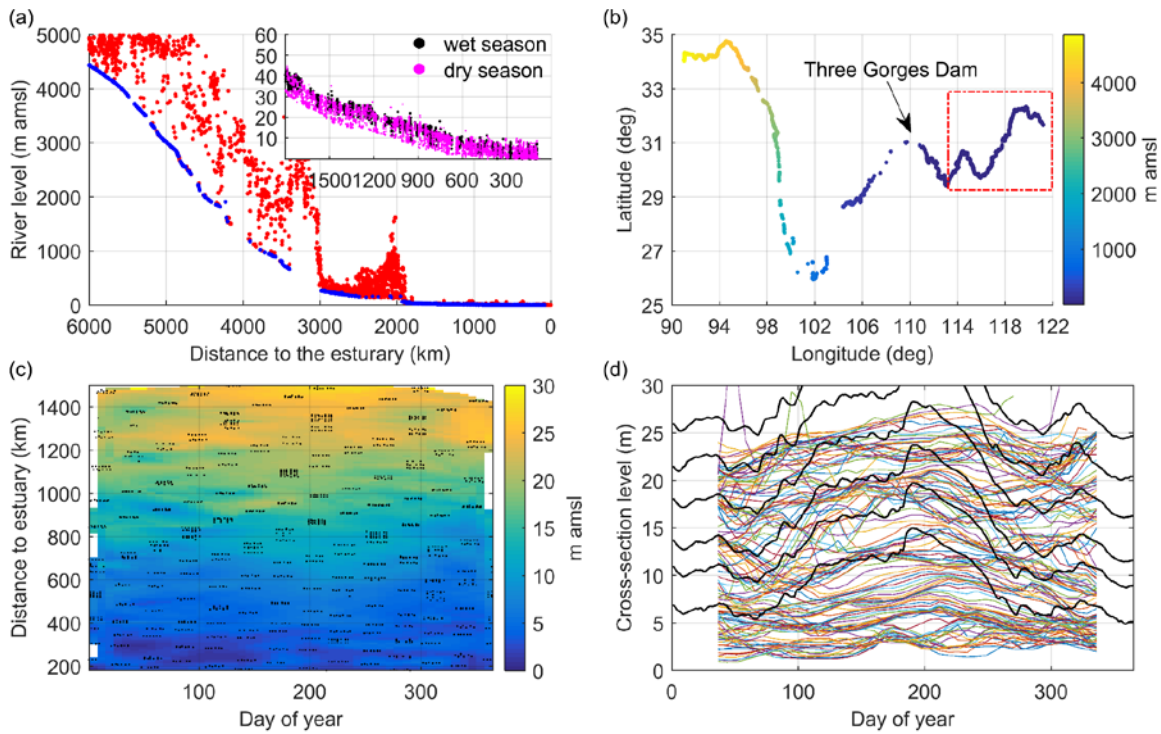 (a)
River level (m amsl)
5000
4000
3000
2000
1000
0
6000 5000 4000 3000 2000 1000 0
Distance to the esturary (km)
60
50
40
30
20
10
1500 1200 900 600 300 0
wet season
dry season
(b)
Latitude (deg)
35
33
31
29
27
25
90 94 98 102 106 110 114 118 122
Longitude (deg)
Three Gorges Dam
4000
3000
2000
1000
m amsl
(c)
Distance to estuary (km)
1400
1200
1000
800
600
400
200
100 200 300
Day of year
30
25
20
15
10
5
0
m amsl
(d)
Cross-section level (m)
30
25
20
15
10
5
0
0 100 200 300
Day of year